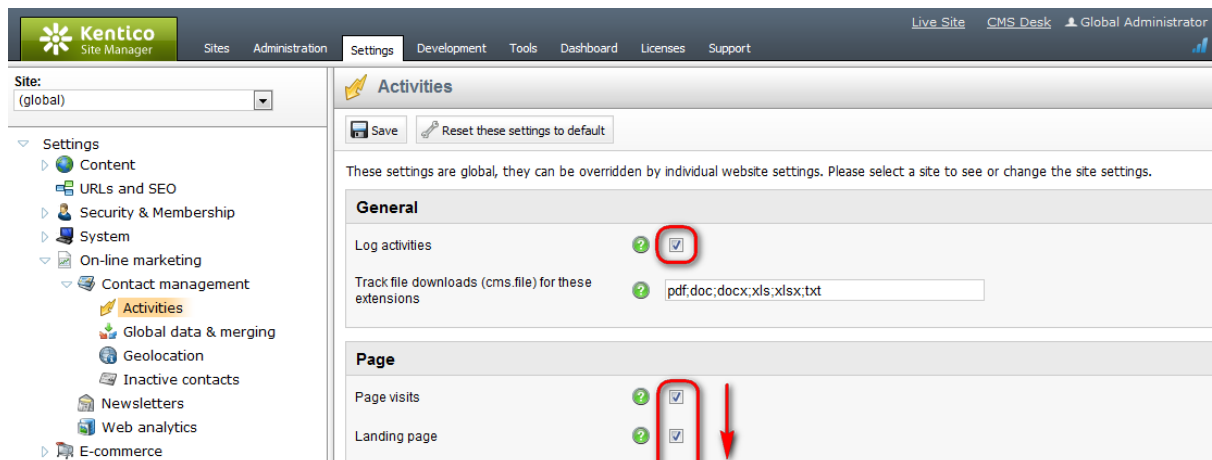 Live Site CMS Desk Global Administrator
Kentico
Site Manager
Sites Administration Settings Development Tools Dashboard Licenses Support
Site:
(global)
Settings
Content
URLs and SEO
Security & Membership
System
On-line marketing
Contact management
Activities
Global data & merging
Geolocation
Inactive contacts
Newsletters
Web analytics
E-commerce
Activities
Save Reset these settings to default
These settings are global, they can be overridden by individual website settings. Please select a site to see or change the site settings.
General
Log activities
Track file downloads (cms.file) for these
extensions
pdf;doc;docx;xls;xlsx;txt
Page
Page visits
Landing page